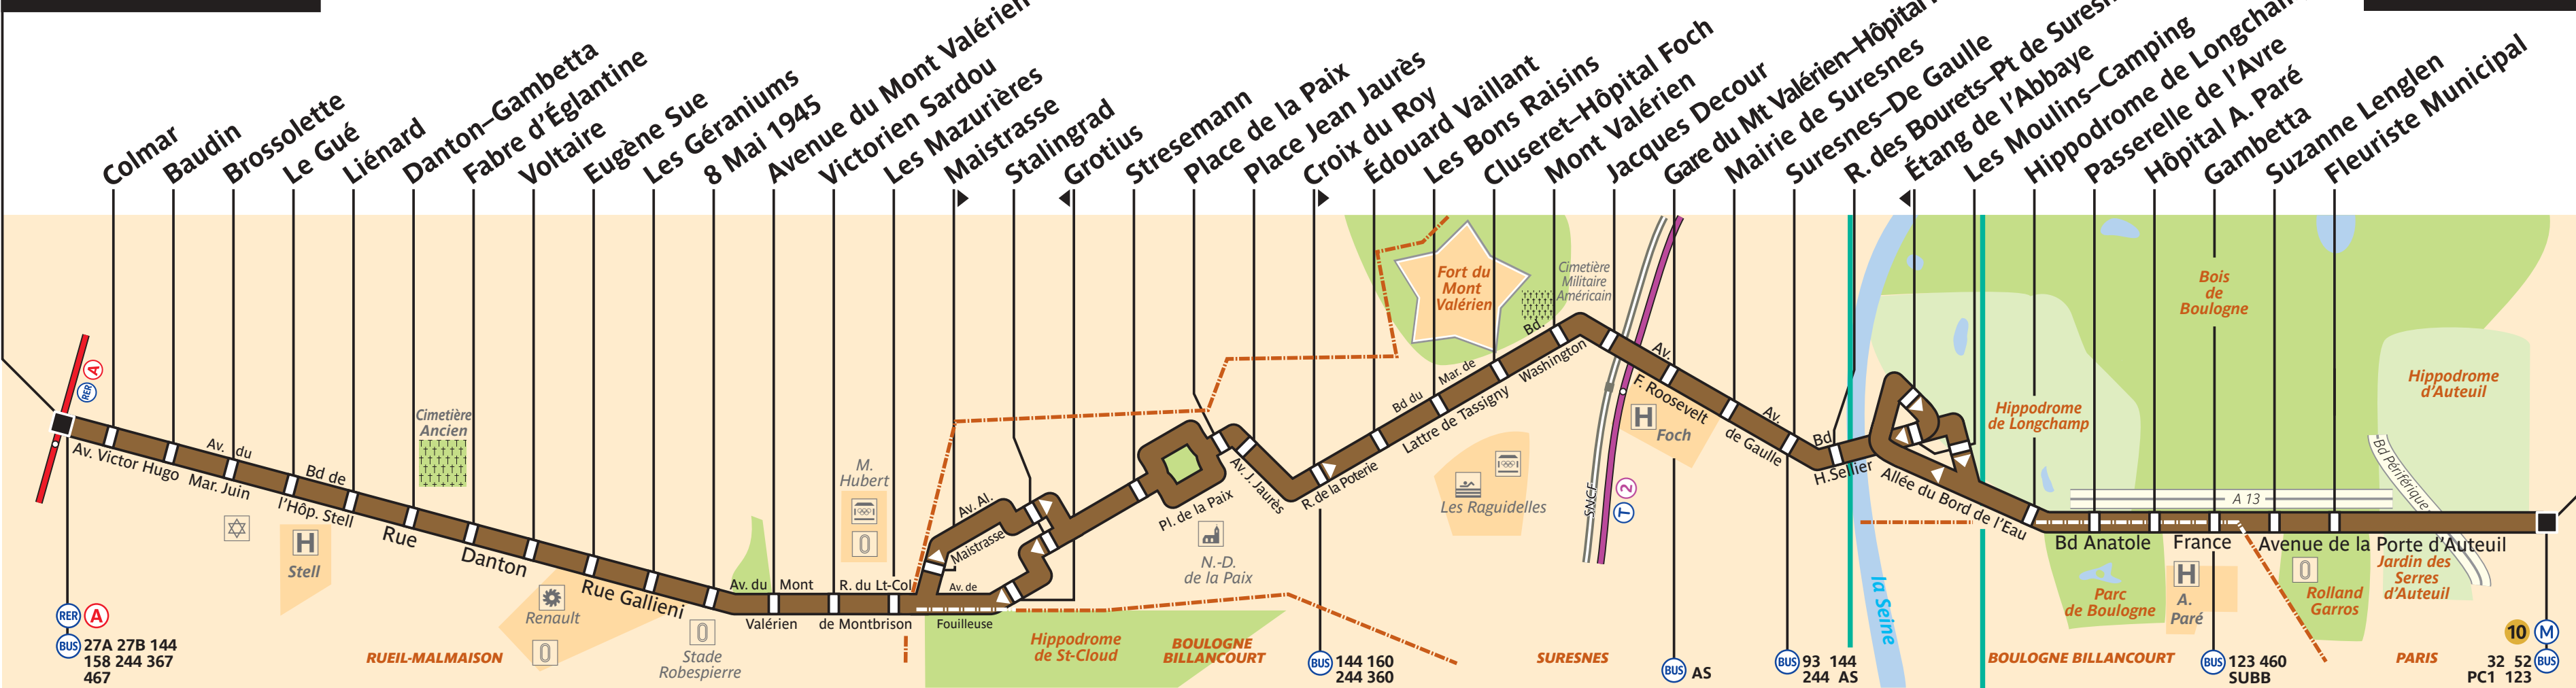 Colmar
Baudin
Brossolette
Le Gué
Liénard
Danton–Gambetta
Fabre d'Églantine
Voltaire
Eugène Sue
Les Géraniums
8 Mai 1945
Avenue du Mont Valérien
Victorien Sardou
Les Mazurières
Maistrasse
Stalingrad
Grotius
Stresemann
Place de la Paix
Place Jean Jaurès
Croix du Roy
Édouard Vaillant
Les Bons Raisins
Cluseret–Hôpital Foch
Mont Valérien
Jacques Decour
Gare du Mt Valérien–Hôpital
Mairie de Suresnes
Suresnes–De Gaulle
R. des Bourets–Pt de
Étang de l'Abbaye
Les Moulins–Camping
Hippodrome de
Passerelle de l'Avre
Hôpital A. Paré
Gambetta
Suzanne Lenglen
Fleuriste Municipal
RER A
Av. Victor Hugo
Av. du
Mar. Juin
Bd de
l'Hôp. Stell
H
Stell
Cimetière
Ancien
Rue
Danton
Renault
Rue Gallieni
Stade
Robespierre
Av. du Mont
Valérien
R. du Lt-Col
de Montbrison
M.
Hubert
Av. Al.
Maistrasse
Av. de
Fouilleuse
Hippodrome
de St-Cloud
BOULOGNE
BILLANCOURT
Pl. de la Paix
N.-D.
de la Paix
Av. J. Jaurès
R. de la Poterie
Bd du
Mar. de
Lattre de Tassigny
Bd.
Washington
Fort du
Mont
Valérien
Cimetière
Militaire
Américain
Les Raguidelles
SNCF
T 2
Av.
F. Roosevelt
H
Foch
Av.
de Gaulle
Bd
H.Sellier
la Seine
Allée du Bord de l'Eau
Hippodrome
de Longchamp
Bois
de
Boulogne
Hippodrome
d'Auteuil
A 13
Bd Périphérique
Bd Anatole
France
Avenue de la Porte d'Auteuil
Parc
de Boulogne
H
A.
Paré
Rolland
Garros
Jardin des
Serres
d'Auteuil
RUEIL-MALMAISON
SURESNES
BOULOGNE BILLANCOURT
PARIS
RER A
BUS 27A 27B 144
158 244 367
467
BUS 144 160
244 360
BUS AS
BUS 93 144
244 AS
BUS 123 460
SUBB
10 M
32 52 BUS
PC1 123